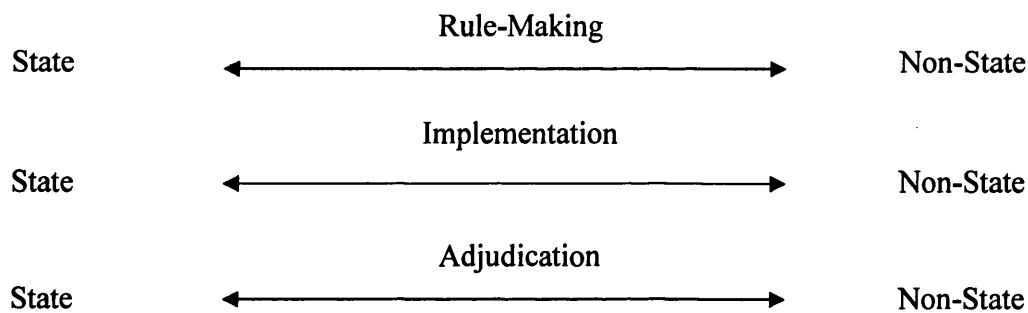 Rule-Making
State Non-State
Implementation
State Non-State
Adjudication
State Non-State